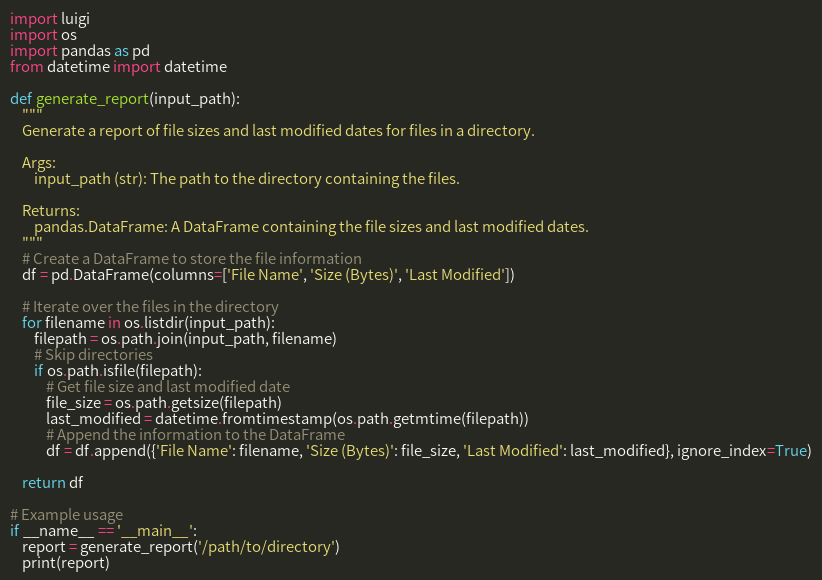 import luigi
import os
import pandas as pd
from datetime import datetime

def generate_report(input_path):
    """
    Generate a report of file sizes and last modified dates for files in a directory.

    Args:
        input_path (str): The path to the directory containing the files.

    Returns:
        pandas.DataFrame: A DataFrame containing the file sizes and last modified dates.
    """
    # Create a DataFrame to store the file information
    df = pd.DataFrame(columns=['File Name', 'Size (Bytes)', 'Last Modified'])

    # Iterate over the files in the directory
    for filename in os.listdir(input_path):
        filepath = os.path.join(input_path, filename)
        # Skip directories
        if os.path.isfile(filepath):
            # Get file size and last modified date
            file_size = os.path.getsize(filepath)
            last_modified = datetime.fromtimestamp(os.path.getmtime(filepath))
            # Append the information to the DataFrame
            df = df.append({'File Name': filename, 'Size (Bytes)': file_size, 'Last Modified': last_modified}, ignore_index=True)

    return df

# Example usage
if __name__ == '__main__':
    report = generate_report('/path/to/directory')
    print(report)